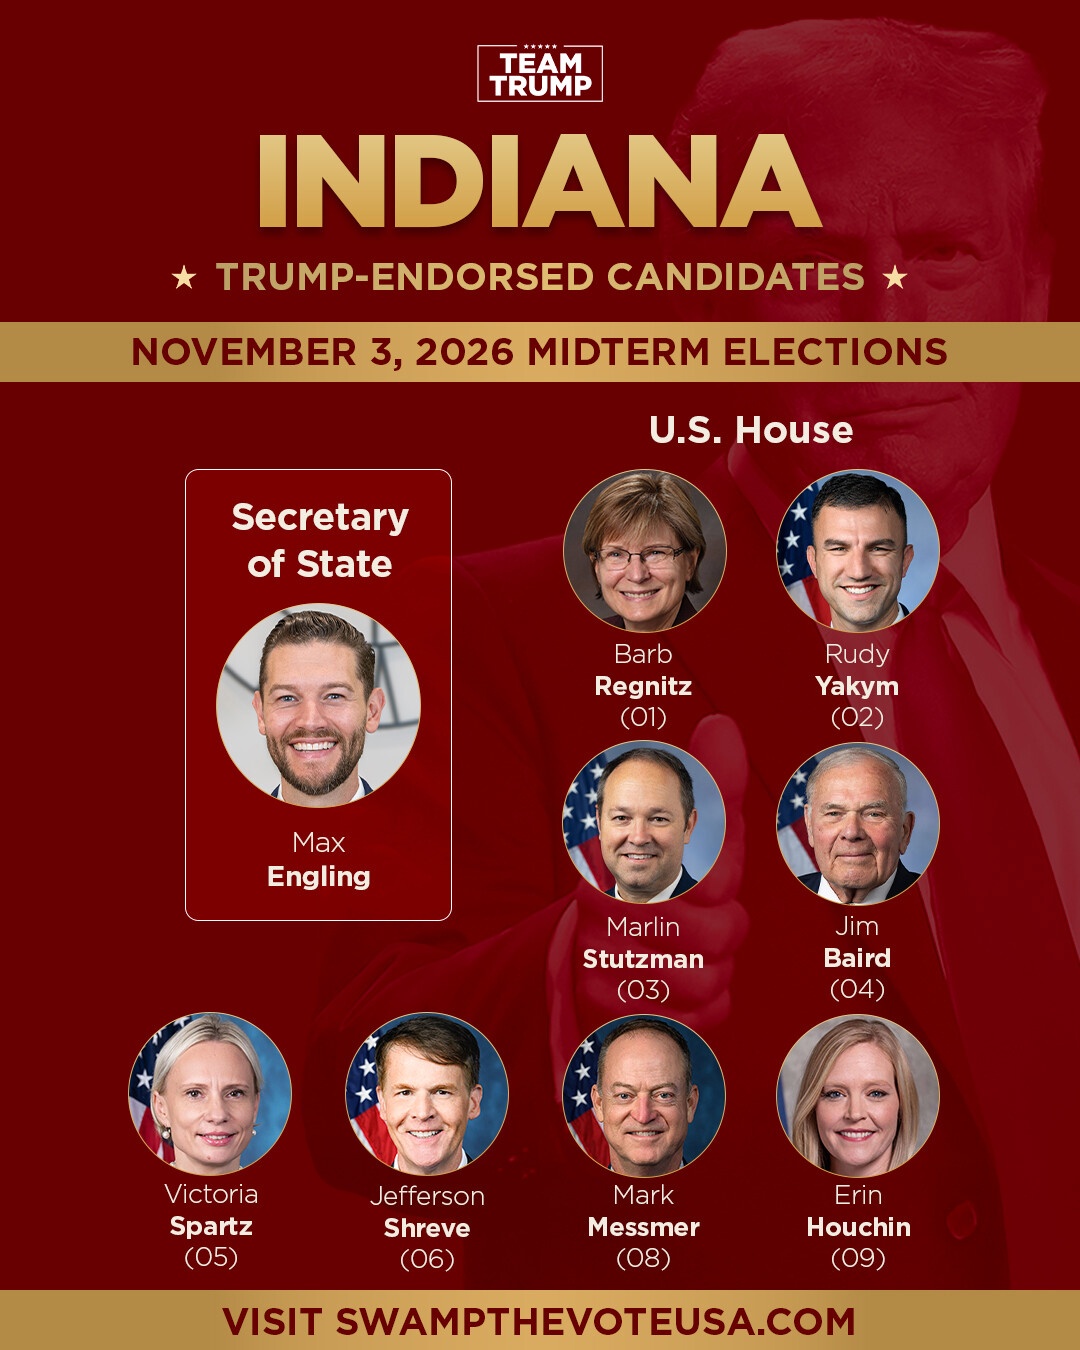 ★★★★★
TEAM
TRUMP
INDIANA
★ TRUMP-ENDORSED CANDIDATES ★
NOVEMBER 3, 2026 MIDTERM ELECTIONS
Secretary
of State
Max
Engling
U.S. House
Barb
Regnitz
(01)
Rudy
Yakym
(02)
Marlin
Stutzman
(03)
Jim
Baird
(04)
Victoria
Spartz
(05)
Jefferson
Shreve
(06)
Mark
Messmer
(08)
Erin
Houchin
(09)
VISIT SWAMPTHEVOTEUSA.COM